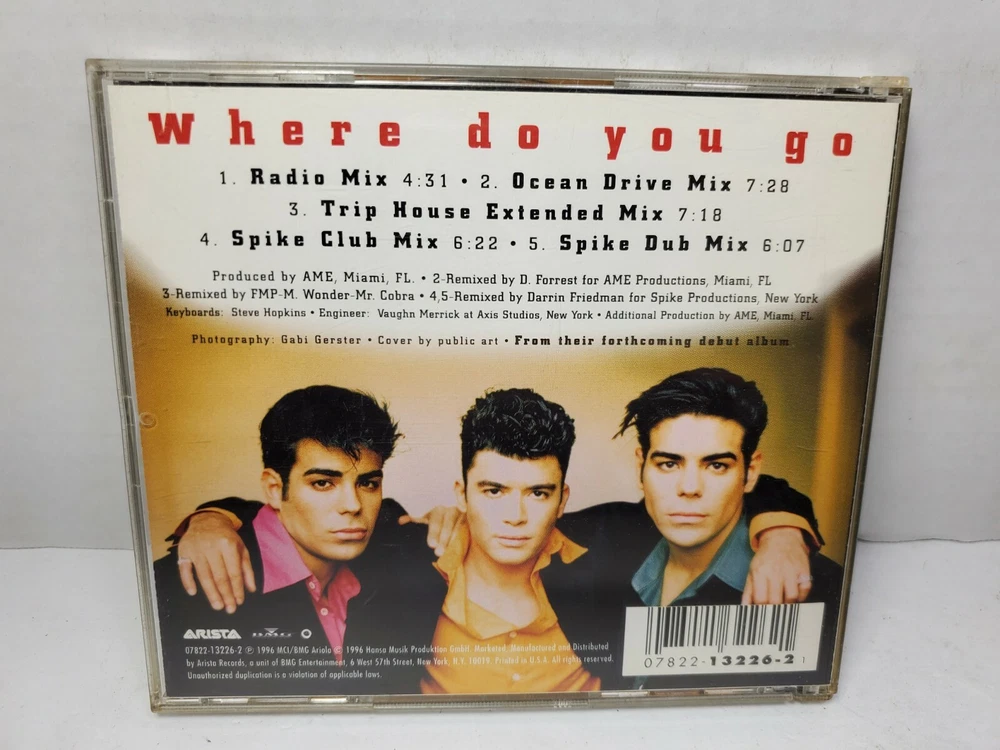 Where do you go
1. Radio Mix 4:31 • 2. Ocean Drive Mix 7:28
3. Trip House Extended Mix 7:18
4. Spike Club Mix 6:22 • 5. Spike Dub Mix 6:07
Produced by AME, Miami, FL. • 2-Remixed by D. Forrest for AME Productions, Miami, FL
3-Remixed by FMP-M. Wonder-Mr. Cobra • 4,5-Remixed by Darrin Friedman for Spike Productions, New York
Keyboards: Steve Hopkins • Engineer: Vaughn Merrick at Axis Studios, New York • Additional Production by AME, Miami, FL
Photography: Gabi Gerster • Cover by public art • From their forthcoming debut album
ARISTA BMG
07822-13226-2 ℗ 1996 MCI/BMG Ariola © 1996 Hansa Musik Produktion GmbH. Marketed, Manufactured and Distributed
by Arista Records, a unit of BMG Entertainment, 6 West 57th Street, New York, N.Y. 10019. Printed in U.S.A. All rights reserved.
Unauthorized duplication is a violation of applicable laws.
07822-13226-2 1